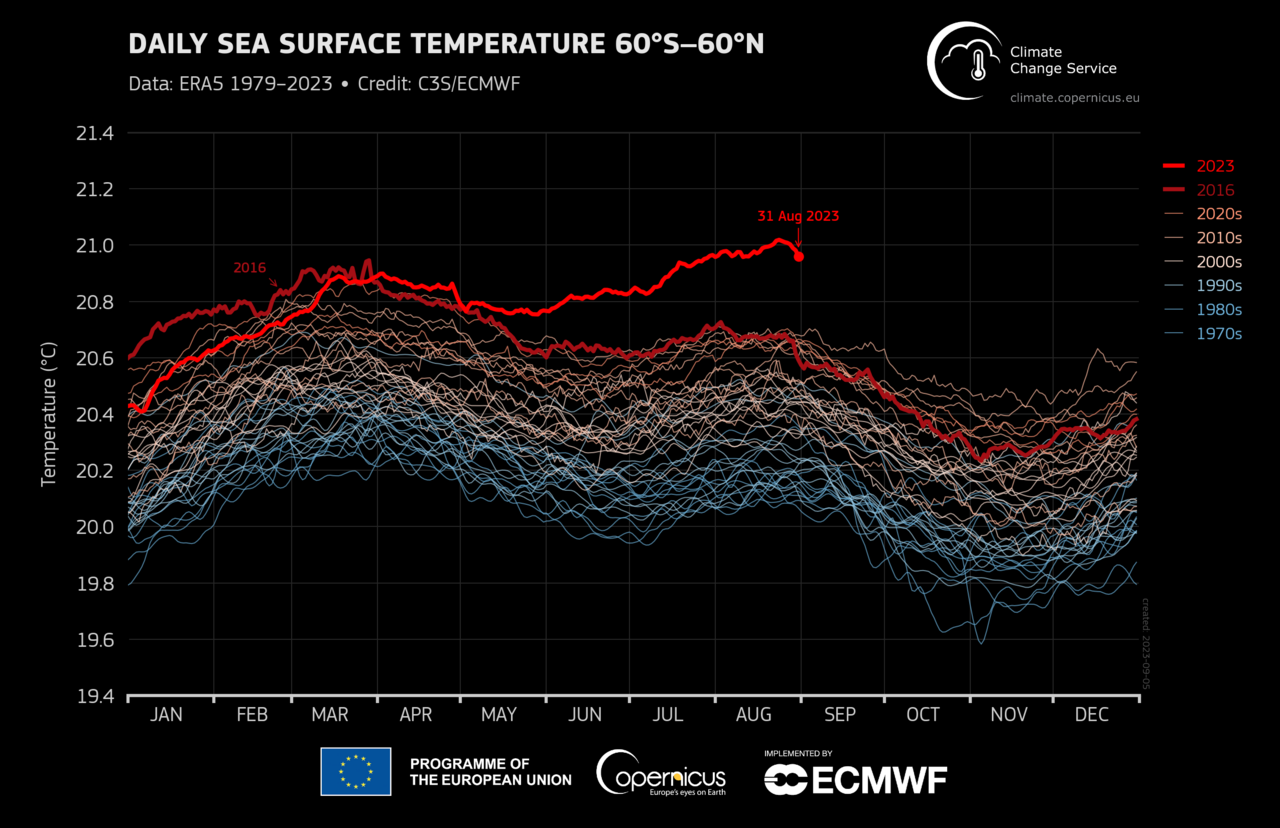 DAILY SEA SURFACE TEMPERATURE 60°S–60°N
Data: ERA5 1979–2023 • Credit: C3S/ECMWF
Climate
Change Service
climate.copernicus.eu
21.4
21.2
21.0
20.8
20.6
20.4
20.2
20.0
19.8
19.6
19.4
Temperature (°C)
2016
31 Aug 2023
2023
2016
2020s
2010s
2000s
1990s
1980s
1970s
created: 2023-09-05
JAN
FEB
MAR
APR
MAY
JUN
JUL
AUG
SEP
OCT
NOV
DEC
PROGRAMME OF
THE EUROPEAN UNION
Copernicus
Europe's eyes on Earth
IMPLEMENTED BY
ECMWF